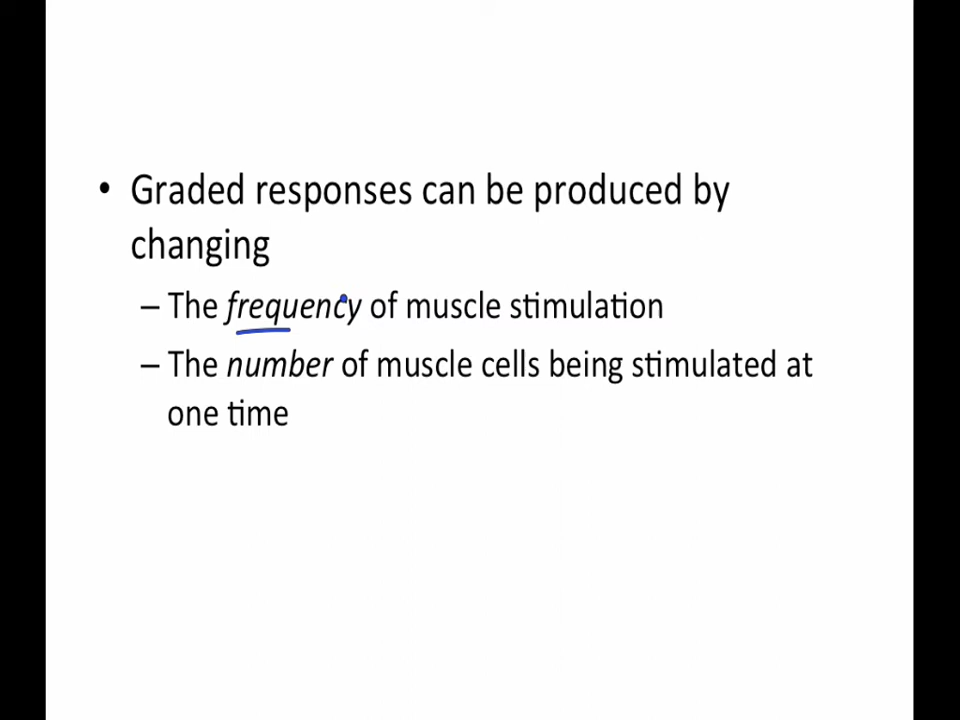 • Graded responses can be produced by
changing
– The frequency of muscle stimulation
– The number of muscle cells being stimulated at
one time